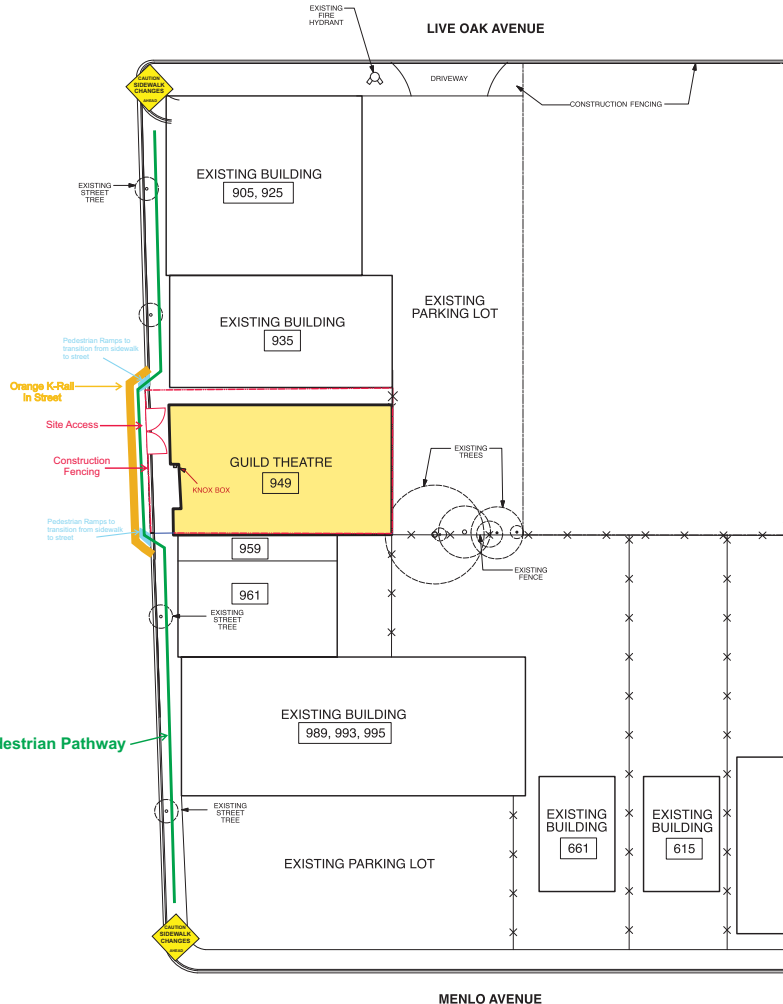 EXISTING
FIRE
HYDRANT
LIVE OAK AVENUE
DRIVEWAY
CONSTRUCTION FENCING
CAUTION
SIDEWALK
CHANGES
AHEAD
EXISTING BUILDING
905, 925
EXISTING
STREET
TREE
EXISTING
PARKING LOT
EXISTING BUILDING
935
Pedestrian Ramps to
transition from sidewalk
to street
Orange K-Rail
In Street
Site Access
Construction
Fencing
GUILD THEATRE
949
KNOX BOX
EXISTING
TREES
Pedestrian Ramps to
transition from sidewalk
to street
959
EXISTING
FENCE
961
EXISTING
STREET
TREE
EXISTING BUILDING
989, 993, 995
destrian Pathway
EXISTING
STREET
TREE
EXISTING
BUILDING
661
EXISTING
BUILDING
615
EXISTING PARKING LOT
CAUTION
SIDEWALK
CHANGES
AHEAD
MENLO AVENUE